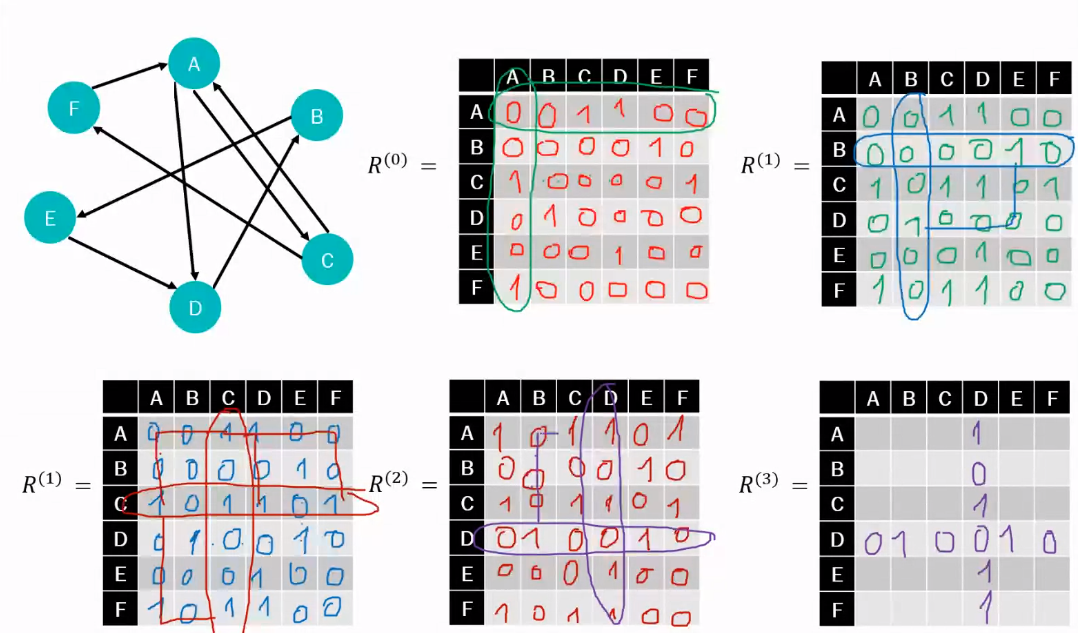 A
F
B
E
C
D
R^(0) =
A B C D E F
A 0 0 1 1 0 0
B 0 0 0 0 1 0
C 1 0 0 0 0 1
D 0 1 0 0 0 0
E 0 0 0 1 0 0
F 1 0 0 0 0 0
R^(1) =
A B C D E F
A 0 0 1 1 0 0
B 0 0 0 0 1 0
C 1 0 1 1 0 1
D 0 1 0 0 0 0
E 0 0 0 1 0 0
F 1 0 1 1 0 0
R^(1) =
A B C D E F
A 0 0 1 1 0 0
B 0 0 0 0 1 0
C 1 0 1 1 0 1
D 0 1 0 0 1 0
E 0 0 0 1 0 0
F 1 0 1 1 0 0
R^(2) =
A B C D E F
A 1 0 1 1 0 1
B 0 0 0 0 1 0
C 1 0 1 1 0 1
D 0 1 0 0 1 0
E 0 0 0 1 0 0
F 1 0 1 1 0 0
R^(3) =
A B C D E F
A 1
B 0
C 1
D 0 1 0 0 1 0
E 1
F 1